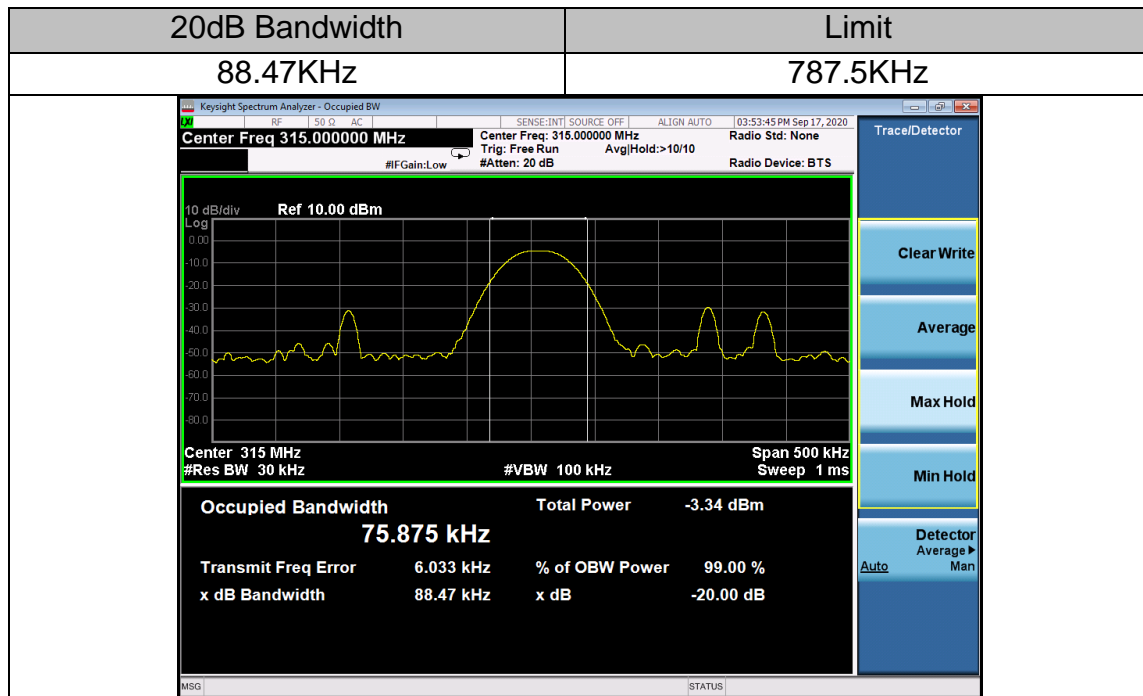 20dB Bandwidth Limit
88.47KHz 787.5KHz
Keysight Spectrum Analyzer - Occupied BW
LXI RF 50 Ω AC SENSE:INT SOURCE OFF ALIGN AUTO 03:53:45 PM Sep 17, 2020
Center Freq 315.000000 MHz Center Freq: 315.000000 MHz Radio Std: None
Trig: Free Run Avg|Hold:>10/10
#IFGain:Low #Atten: 20 dB Radio Device: BTS
Trace/Detector
10 dB/div Ref 10.00 dBm
Log
0.00
-10.0
-20.0
-30.0
-40.0
-50.0
-60.0
-70.0
-80.0
Center 315 MHz Span 500 kHz
#Res BW 30 kHz #VBW 100 kHz Sweep 1 ms
Occupied Bandwidth Total Power -3.34 dBm
75.875 kHz
Transmit Freq Error 6.033 kHz % of OBW Power 99.00 %
x dB Bandwidth 88.47 kHz x dB -20.00 dB
Clear Write
Average
Max Hold
Min Hold
Detector
Average
Auto Man
MSG STATUS